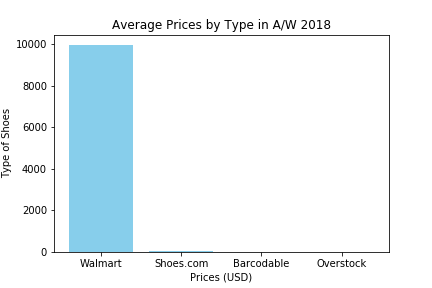 Average Prices by Type in A/W 2018
Type of Shoes
10000
8000
6000
4000
2000
0
Walmart Shoes.com Barcodable Overstock
Prices (USD)